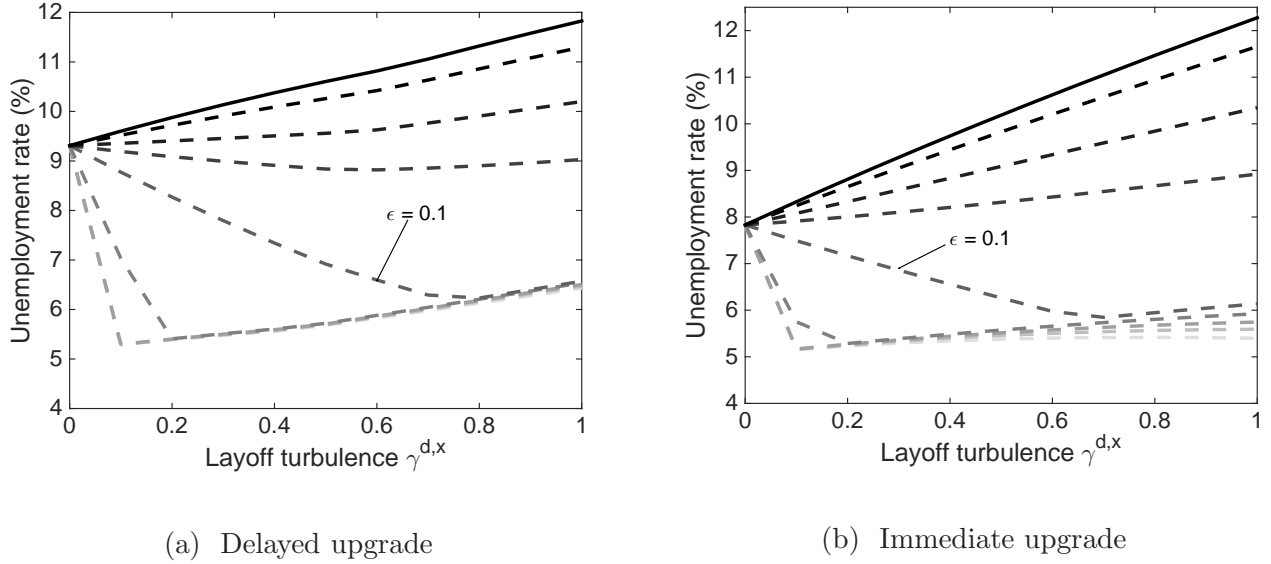 12
11
10
9
8
7
6
5
4
Unemployment rate (%)
ϵ = 0.1
0 0.2 0.4 0.6 0.8 1
Layoff turbulence γ^{d,x}
(a) Delayed upgrade
12
11
10
9
8
7
6
5
4
Unemployment rate (%)
ϵ = 0.1
0 0.2 0.4 0.6 0.8 1
Layoff turbulence γ^{d,x}
(b) Immediate upgrade